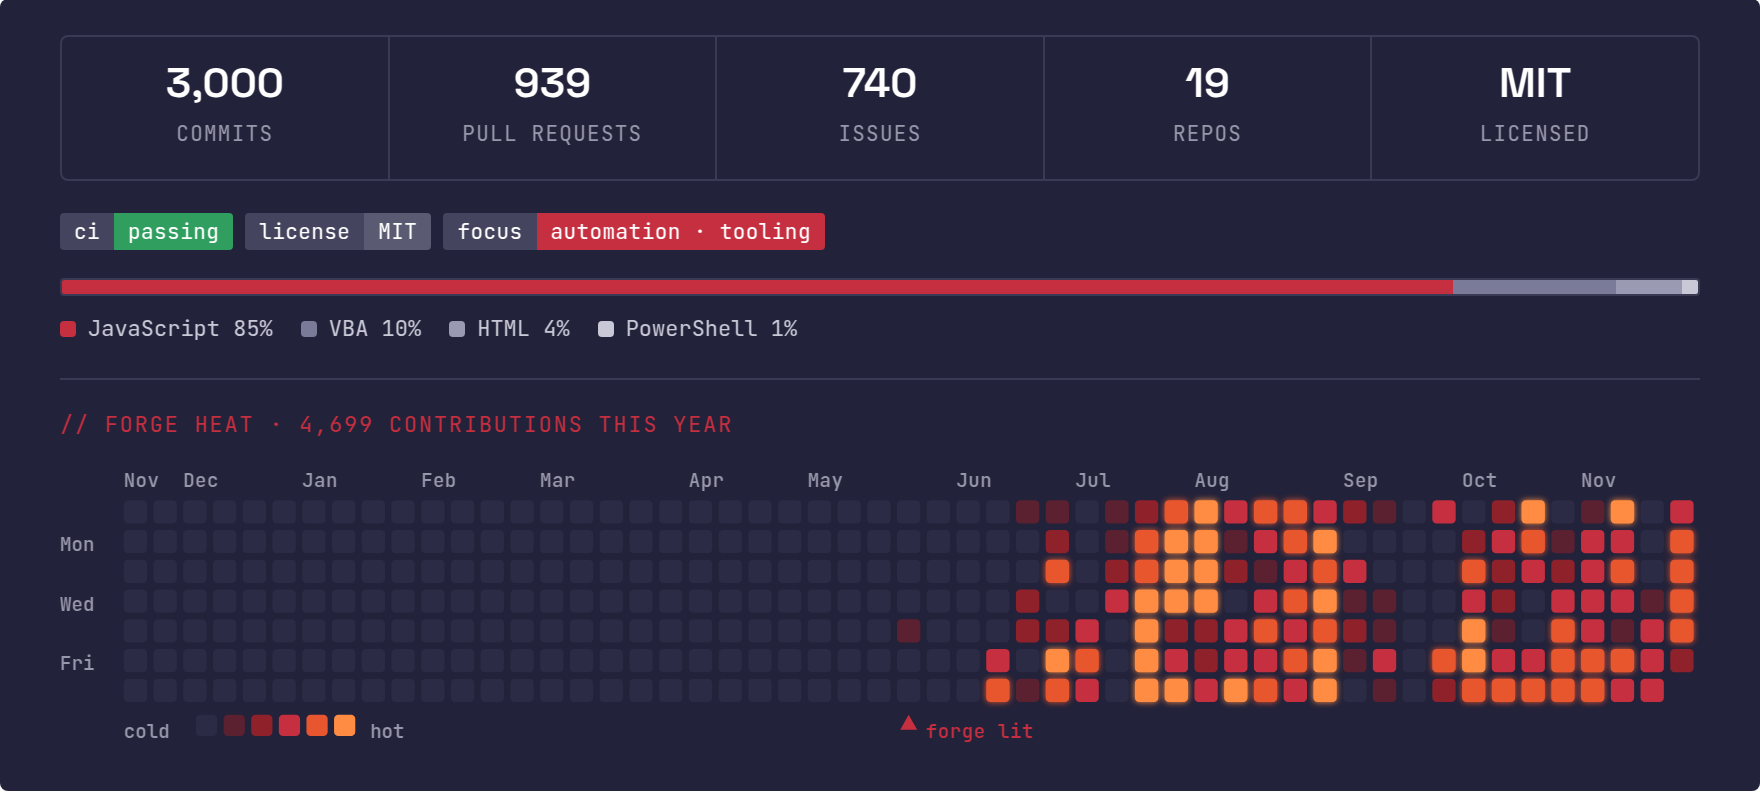 3,000 939 740 19 MIT
COMMITS PULL REQUESTS ISSUES REPOS LICENSED
ci passing license MIT focus automation · tooling
JavaScript 85% VBA 10% HTML 4% PowerShell 1%
// FORGE HEAT · 4,699 CONTRIBUTIONS THIS YEAR
Nov Dec Jan Feb Mar Apr May Jun Jul Aug Sep Oct Nov
Mon
Wed
Fri
cold hot ▲ forge lit